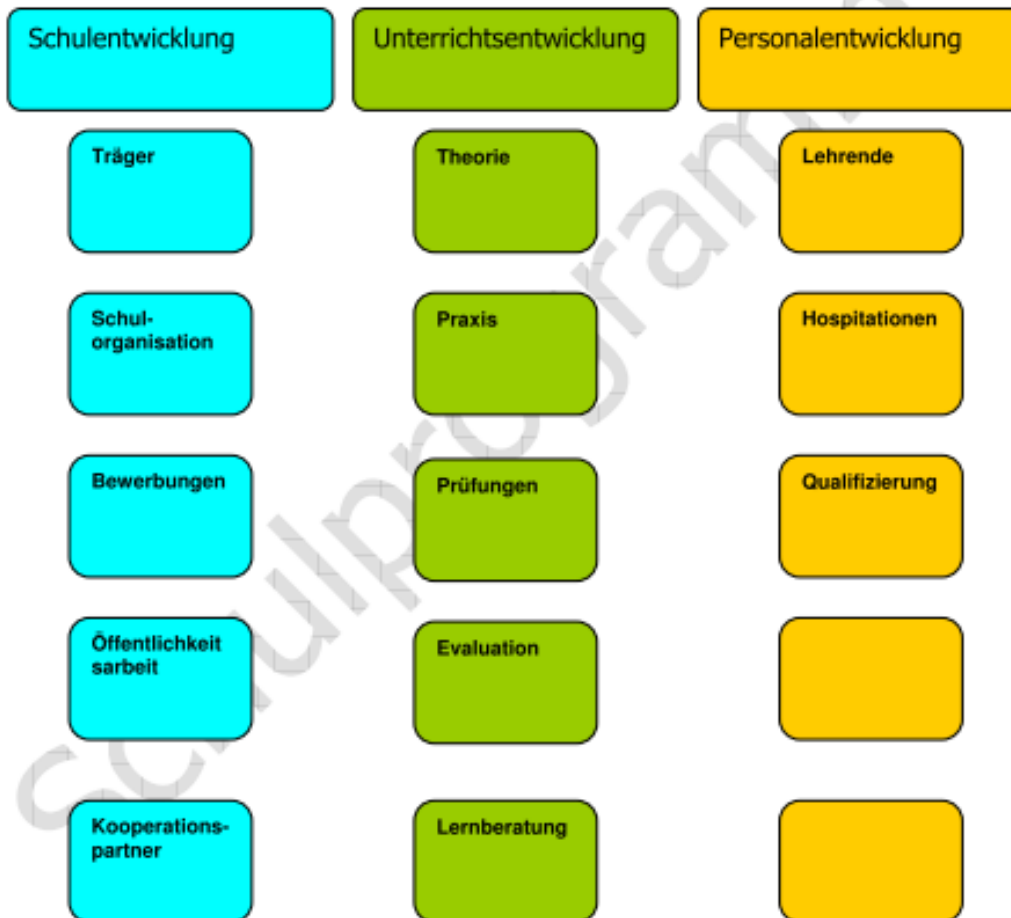 Schulentwicklung
Unterrichtsentwicklung
Personalentwicklung
Träger
Theorie
Lehrende
Schul-
organisation
Praxis
Hospitationen
Bewerbungen
Prüfungen
Qualifizierung
Öffentlichkeit
sarbeit
Evaluation
Kooperations-
partner
Lernberatung